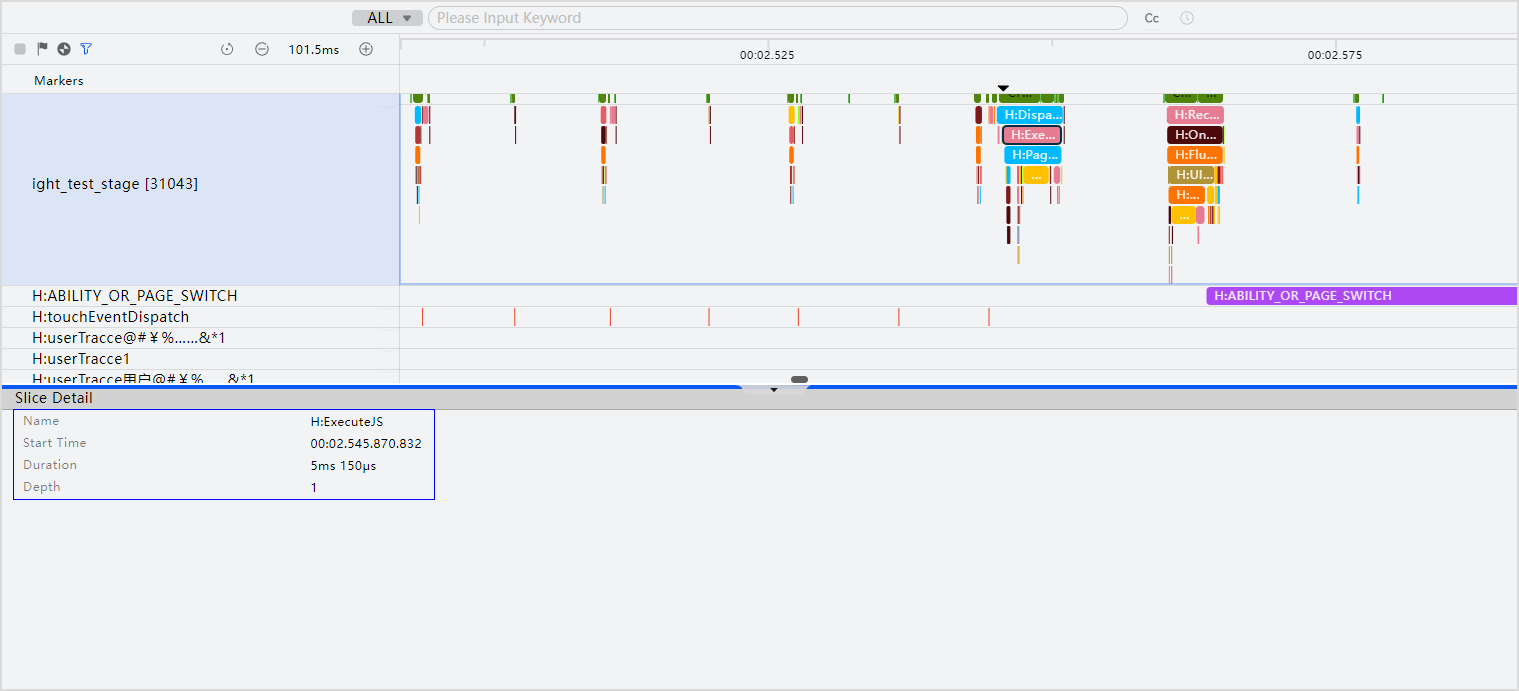 ALL Please Input Keyword Cc
101.5ms 00:02.525 00:02.575
Markers
H:Dispa... H:Rec...
H:Exe... H:On...
H:Pag... H:Flu...
... H:UI...
ight_test_stage [31043]
H:...
...
H:ABILITY_OR_PAGE_SWITCH H:ABILITY_OR_PAGE_SWITCH
H:touchEventDispatch
H:userTracce@#¥%......&*1
H:userTracce1
H:userTracce用户@#¥%......&*1
Slice Detail
Name H:ExecuteJS
Start Time 00:02.545.870.832
Duration 5ms 150μs
Depth 1